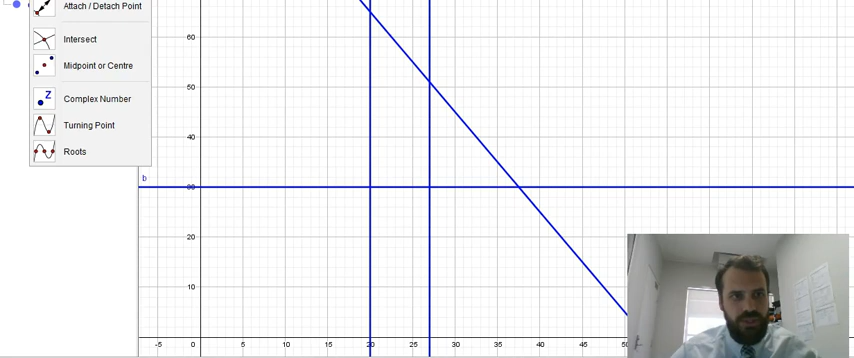 Attach / Detach Point
Intersect
Midpoint or Centre
Z
Complex Number
Turning Point
Roots
b
60
50
40
30
20
10
-5
0
5
10
15
20
25
30
35
40
45